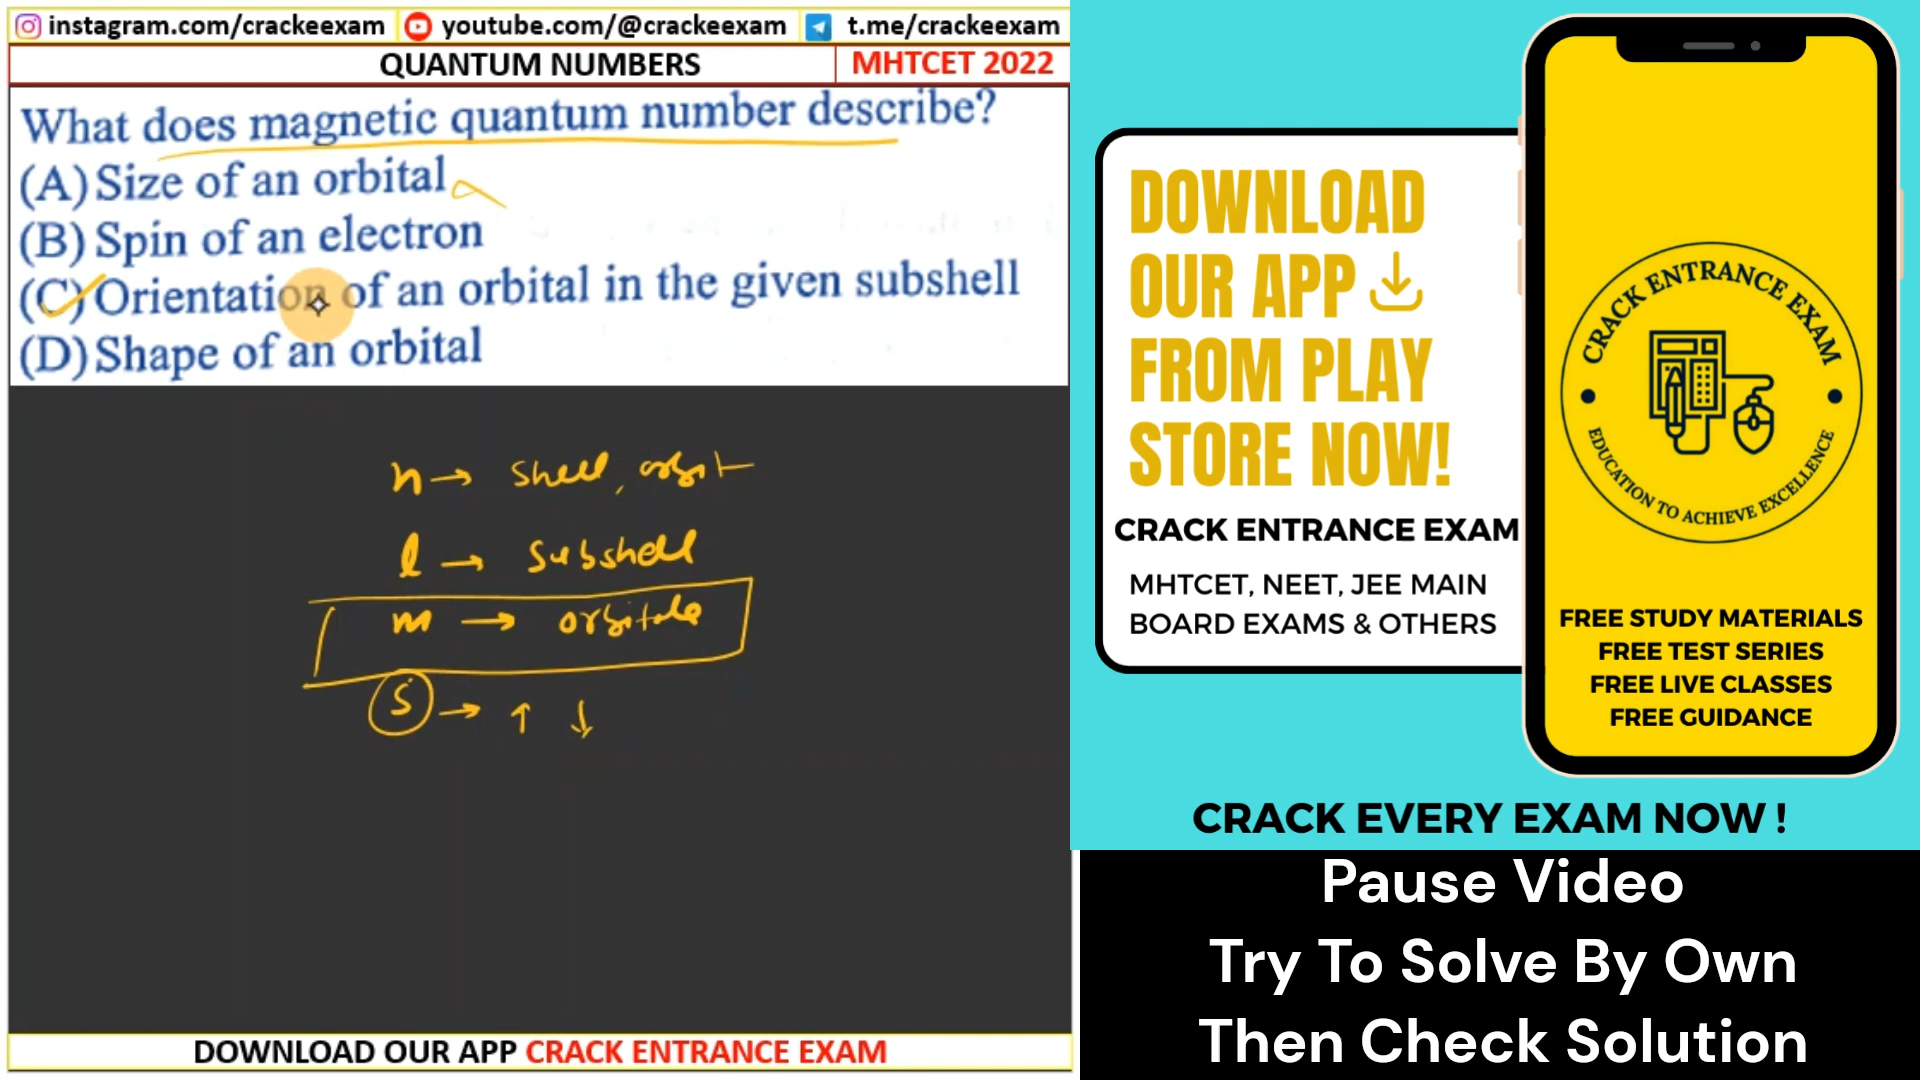 instagram.com/crackeexam youtube.com/@crackeexam t.me/crackeexam
QUANTUM NUMBERS MHTCET 2022
What does magnetic quantum number describe?
(A) Size of an orbital
(B) Spin of an electron
(C) Orientation of an orbital in the given subshell
(D) Shape of an orbital
n → shell, orbit
l → subshell
m → orbitals
s → ↑ ↓
DOWNLOAD OUR APP CRACK ENTRANCE EXAM
DOWNLOAD
OUR APP
FROM PLAY
STORE NOW!
CRACK ENTRANCE EXAM
MHTCET, NEET, JEE MAIN
BOARD EXAMS & OTHERS
CRACK ENTRANCE EXAM
EDUCATION TO ACHIEVE EXCELLENCE
FREE STUDY MATERIALS
FREE TEST SERIES
FREE LIVE CLASSES
FREE GUIDANCE
CRACK EVERY EXAM NOW !
Pause Video
Try To Solve By Own
Then Check Solution